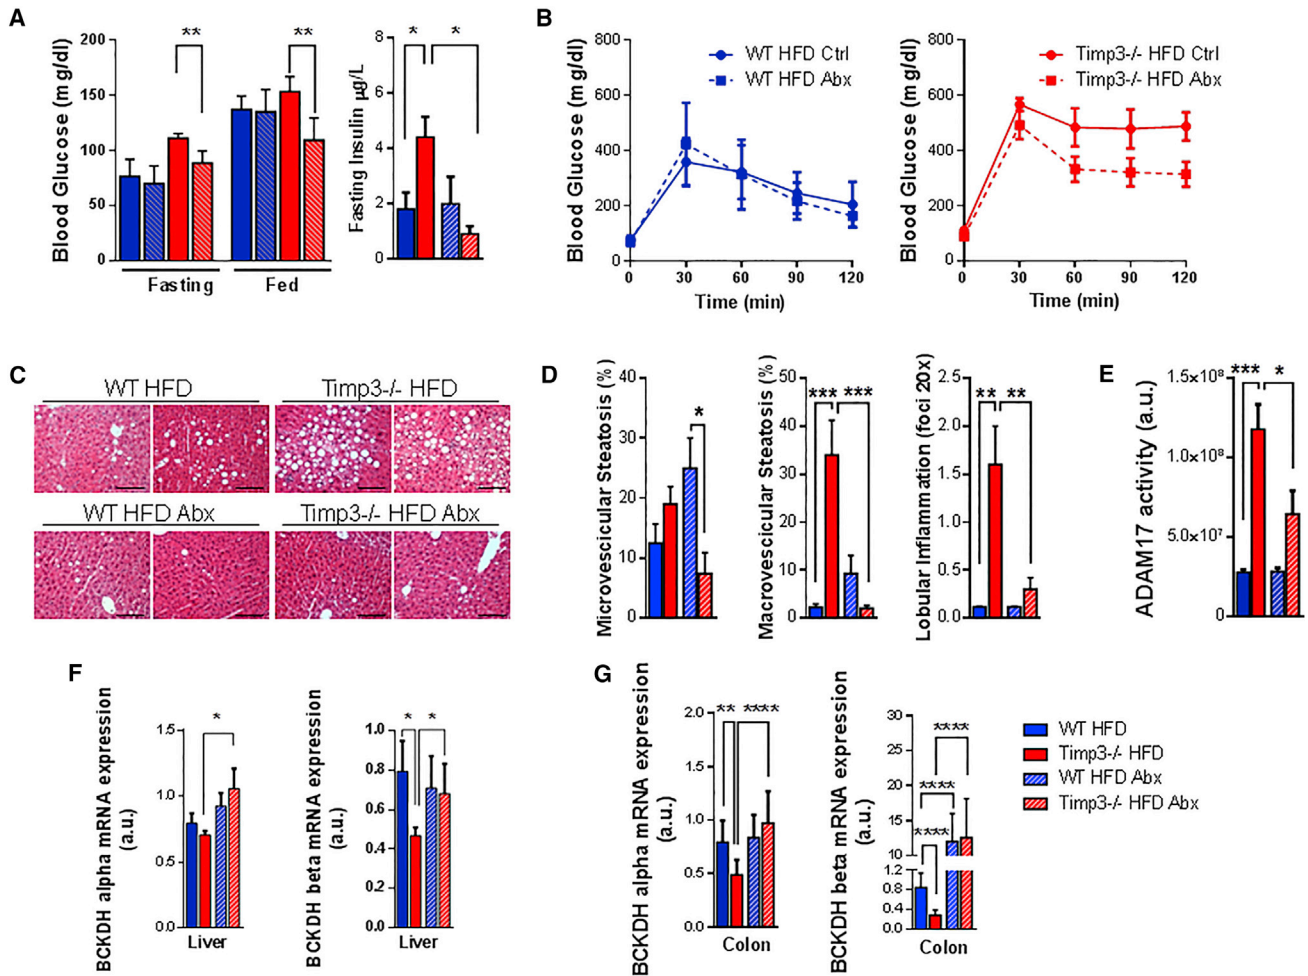 A
Blood Glucose (mg/dl)
200
150
100
50
0
**
**
Fasting
Fed
Fasting Insulin µg/L
8
6
4
2
0
*
*
B
Blood Glucose (mg/dl)
800
600
400
200
0
WT HFD Ctrl
WT HFD Abx
0
30
60
90
120
Time (min)
Blood Glucose (mg/dl)
800
600
400
200
0
Timp3-/- HFD Ctrl
Timp3-/- HFD Abx
0
30
60
90
120
Time (min)
C
WT HFD
Timp3-/- HFD
WT HFD Abx
Timp3-/- HFD Abx
D
Microvescicular Steatosis (%)
40
30
20
10
0
*
Macrovescicular Steatosis (%)
50
40
30
20
10
0
***
***
Lobular Inflammation (foci 20x)
2.5
2.0
1.5
1.0
0.5
0.0
**
**
E
ADAM17 activity (a.u.)
1.5×10⁸
1.0×10⁸
5.0×10⁷
0
***
*
F
BCKDH alpha mRNA expression
(a.u.)
1.5
1.0
0.5
0.0
*
Liver
BCKDH beta mRNA expression
(a.u.)
1.0
0.8
0.6
0.4
0.2
0.0
*
*
Liver
G
BCKDH alpha mRNA expression
(a.u.)
2.0
1.5
1.0
0.5
0.0
**
****
Colon
BCKDH beta mRNA expression
(a.u.)
30
25
20
15
10
1.2
0.8
0.4
0.0
****
****
****
Colon
WT HFD
Timp3-/- HFD
WT HFD Abx
Timp3-/- HFD Abx